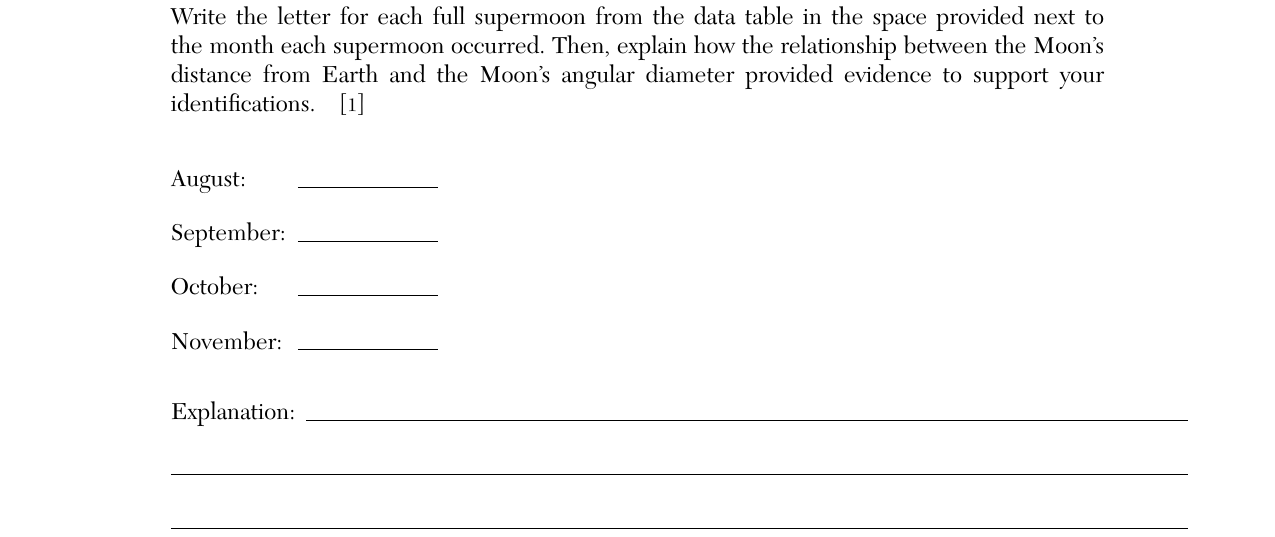 Write the letter for each full supermoon from the data table in the space provided next to
the month each supermoon occurred. Then, explain how the relationship between the Moon’s
distance from Earth and the Moon’s angular diameter provided evidence to support your
identifications. [1]
August:
September:
October:
November:
Explanation: